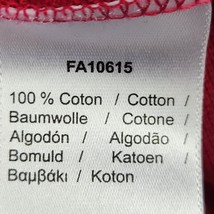 FA10615
100 % Coton / Cotton /
Baumwolle / Cotone /
Algodón / Algodão /
Bomuld / Katoen /
Βαμβάκι / Koton